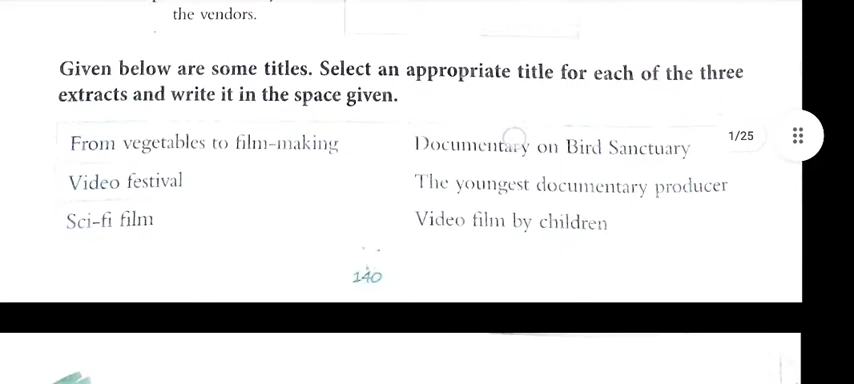 the vendors.
Given below are some titles. Select an appropriate title for each of the three
extracts and write it in the space given.
From vegetables to film-making
Documentary on Bird Sanctuary
1/25
Video festival
The youngest documentary producer
Sci-fi film
Video film by children
140